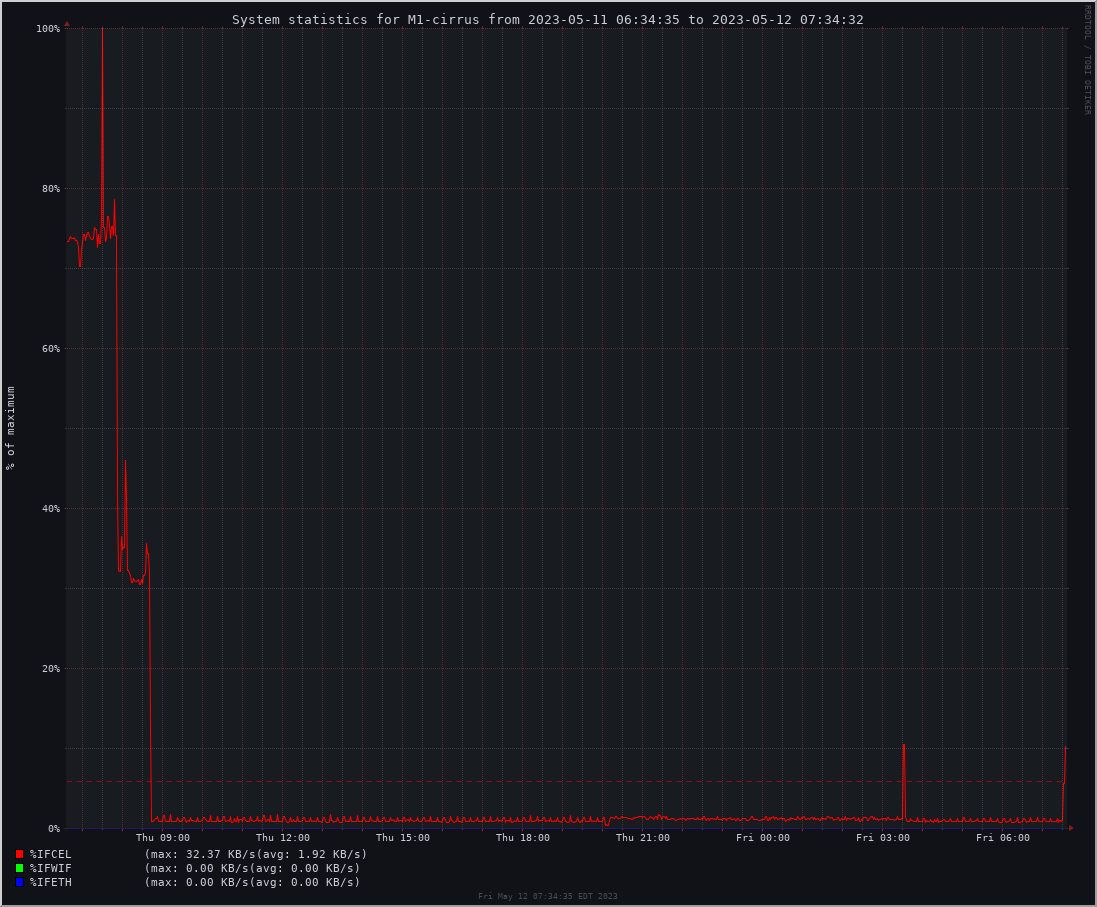 System statistics for M1-cirrus from 2023-05-11 06:34:35 to 2023-05-12 07:34:32
RRDTOOL / TOBI OETIKER
% of maximum
100%
80%
60%
40%
20%
0%
Thu 09:00 Thu 12:00 Thu 15:00 Thu 18:00 Thu 21:00 Fri 00:00 Fri 03:00 Fri 06:00
%IFCEL (max: 32.37 KB/s(avg: 1.92 KB/s)
%IFWIF (max: 0.00 KB/s(avg: 0.00 KB/s)
%IFETH (max: 0.00 KB/s(avg: 0.00 KB/s)
Fri May 12 07:34:35 EDT 2023